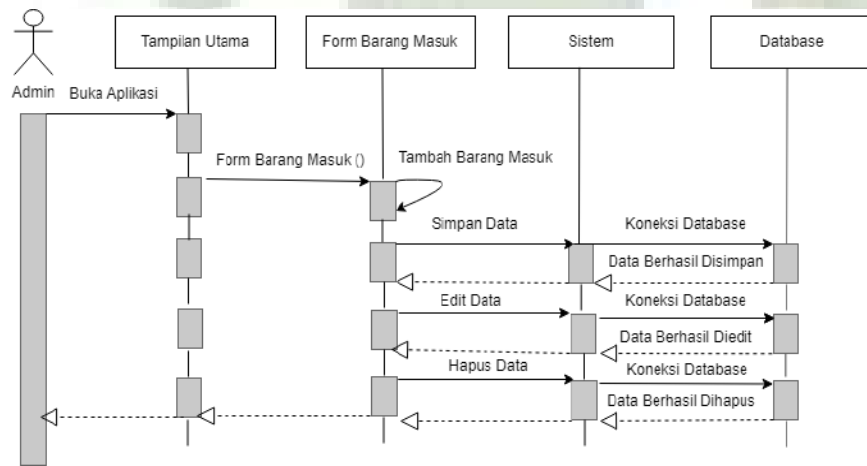 Tampilan Utama
Form Barang Masuk
Sistem
Database
Admin
Buka Aplikasi
Form Barang Masuk ()
Tambah Barang Masuk
Simpan Data
Koneksi Database
Data Berhasil Disimpan
Edit Data
Koneksi Database
Data Berhasil Diedit
Hapus Data
Koneksi Database
Data Berhasil Dihapus